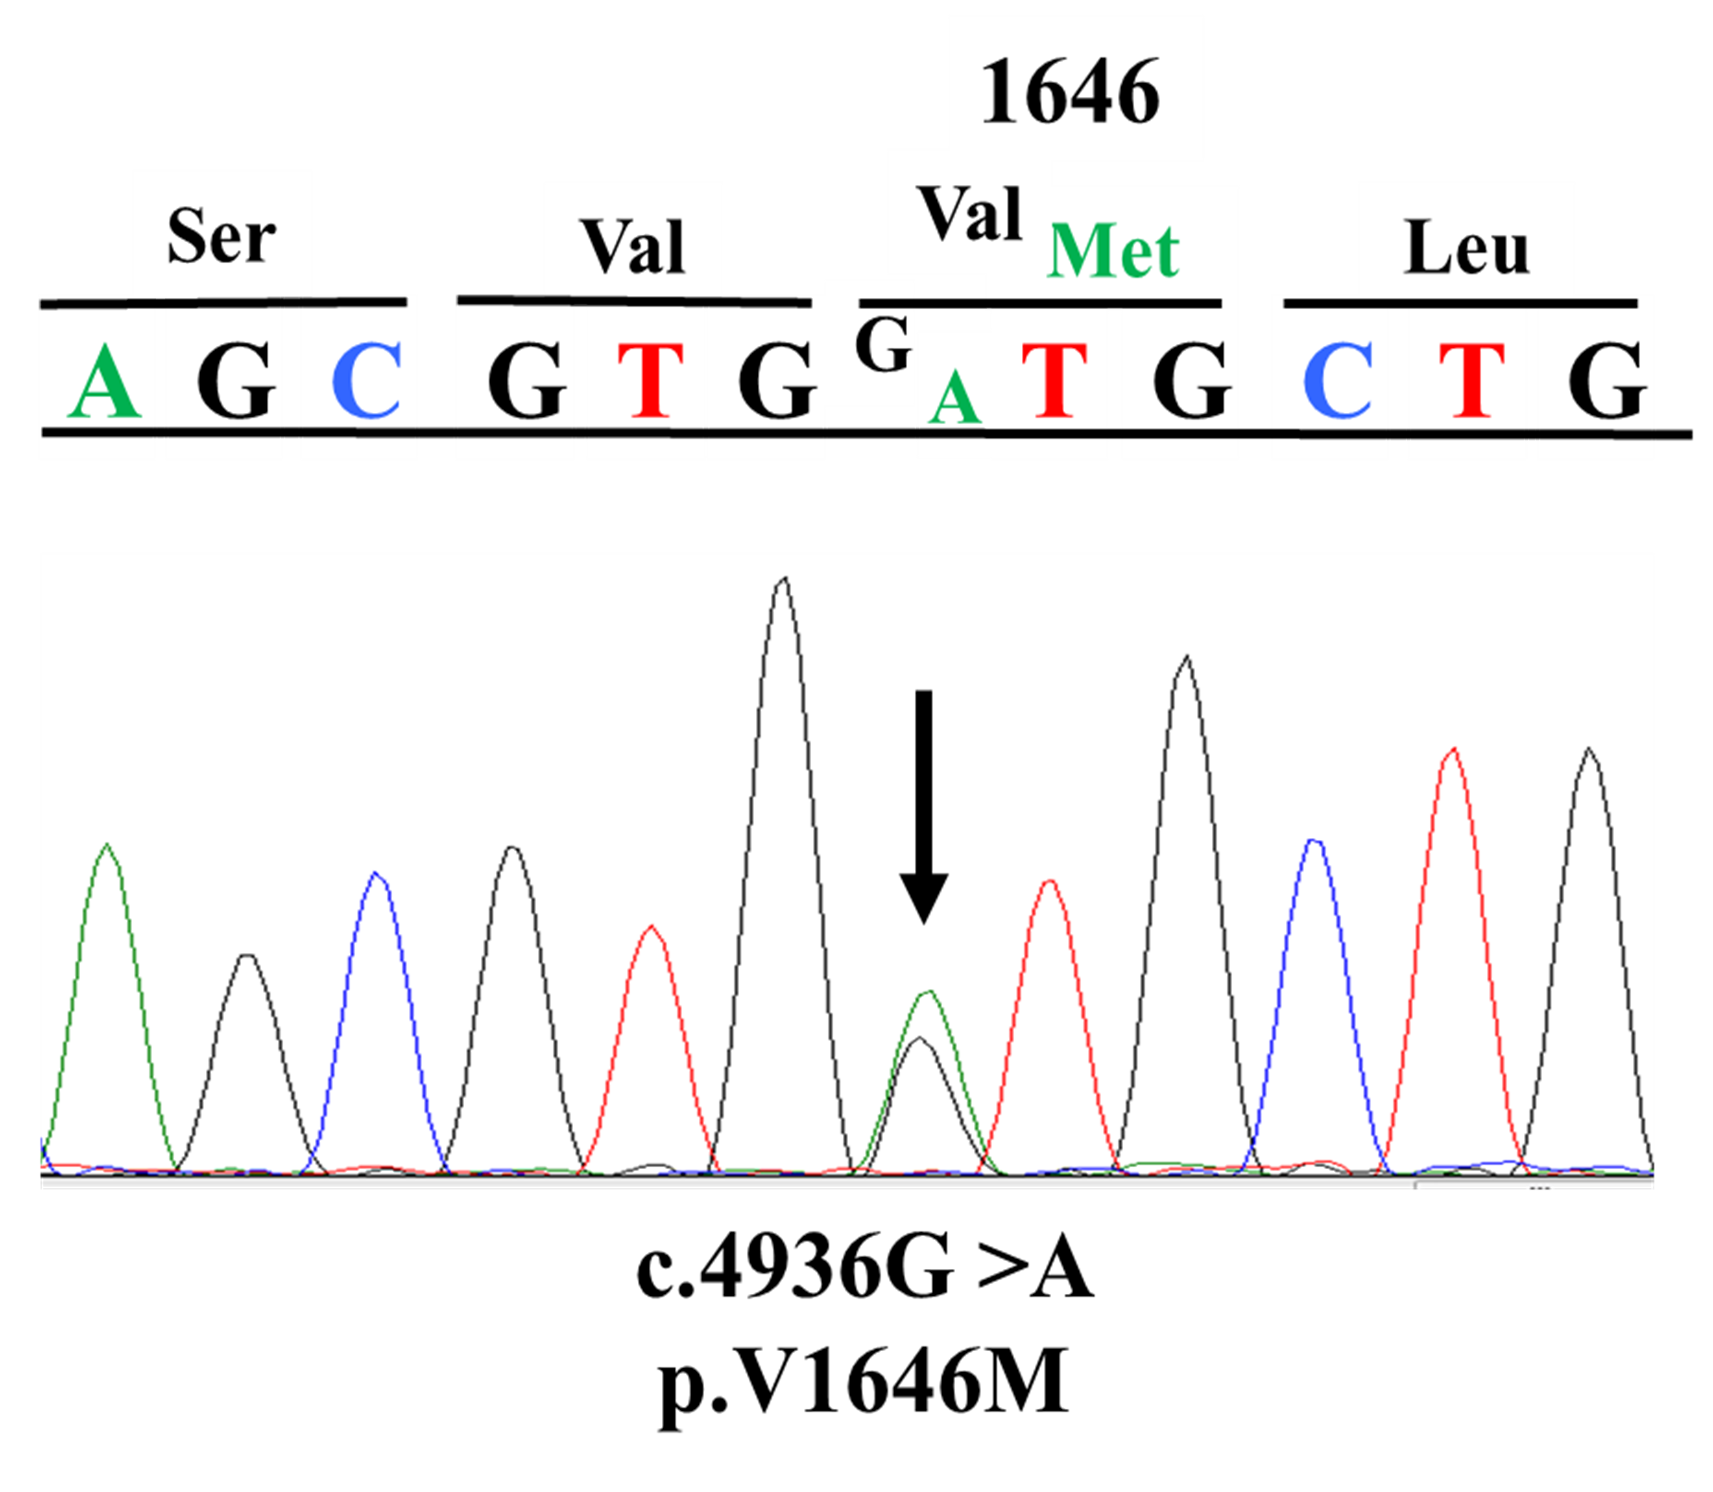 1646
Ser Val Val Met Leu
A G C G T G G A T G C T G
c.4936G >A
p.V1646M